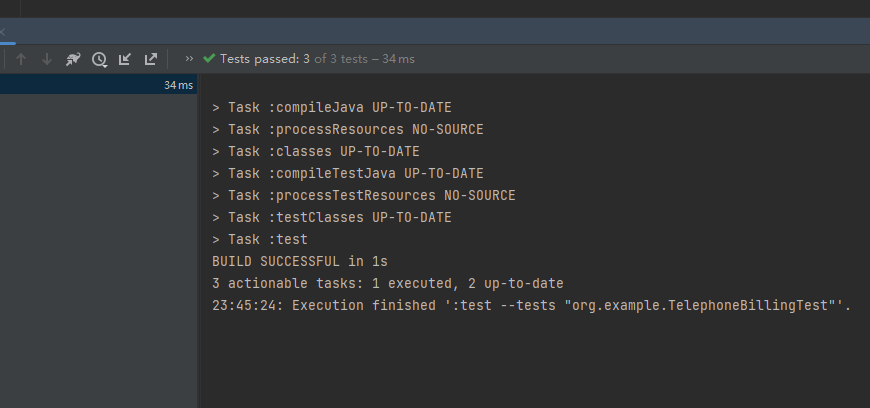 Tests passed: 3 of 3 tests – 34 ms
34 ms
> Task :compileJava UP-TO-DATE
> Task :processResources NO-SOURCE
> Task :classes UP-TO-DATE
> Task :compileTestJava UP-TO-DATE
> Task :processTestResources NO-SOURCE
> Task :testClasses UP-TO-DATE
> Task :test
BUILD SUCCESSFUL in 1s
3 actionable tasks: 1 executed, 2 up-to-date
23:45:24: Execution finished ':test --tests "org.example.TelephoneBillingTest"'.